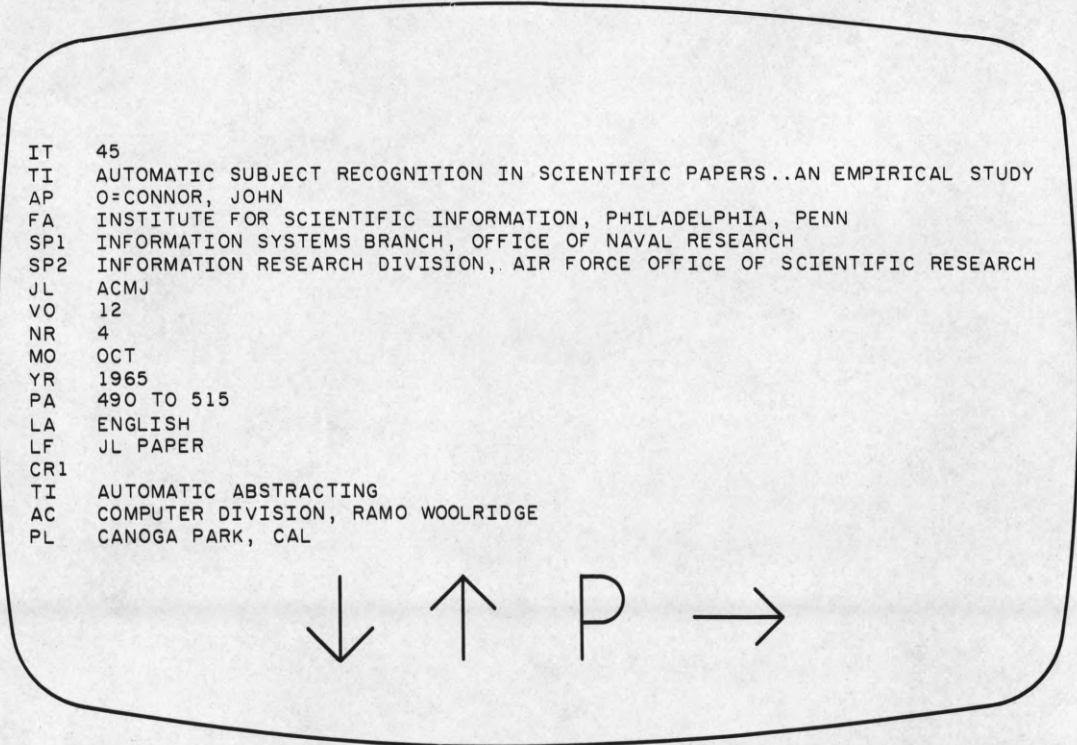 IT 45
TI AUTOMATIC SUBJECT RECOGNITION IN SCIENTIFIC PAPERS..AN EMPIRICAL STUDY
AP O=CONNOR, JOHN
FA INSTITUTE FOR SCIENTIFIC INFORMATION, PHILADELPHIA, PENN
SP1 INFORMATION SYSTEMS BRANCH, OFFICE OF NAVAL RESEARCH
SP2 INFORMATION RESEARCH DIVISION, AIR FORCE OFFICE OF SCIENTIFIC RESEARCH
JL ACMJ
VO 12
NR 4
MO OCT
YR 1965
PA 490 TO 515
LA ENGLISH
LF JL PAPER
CR1
TI AUTOMATIC ABSTRACTING
AC COMPUTER DIVISION, RAMO WOOLRIDGE
PL CANOGA PARK, CAL
↓ ↑ P →